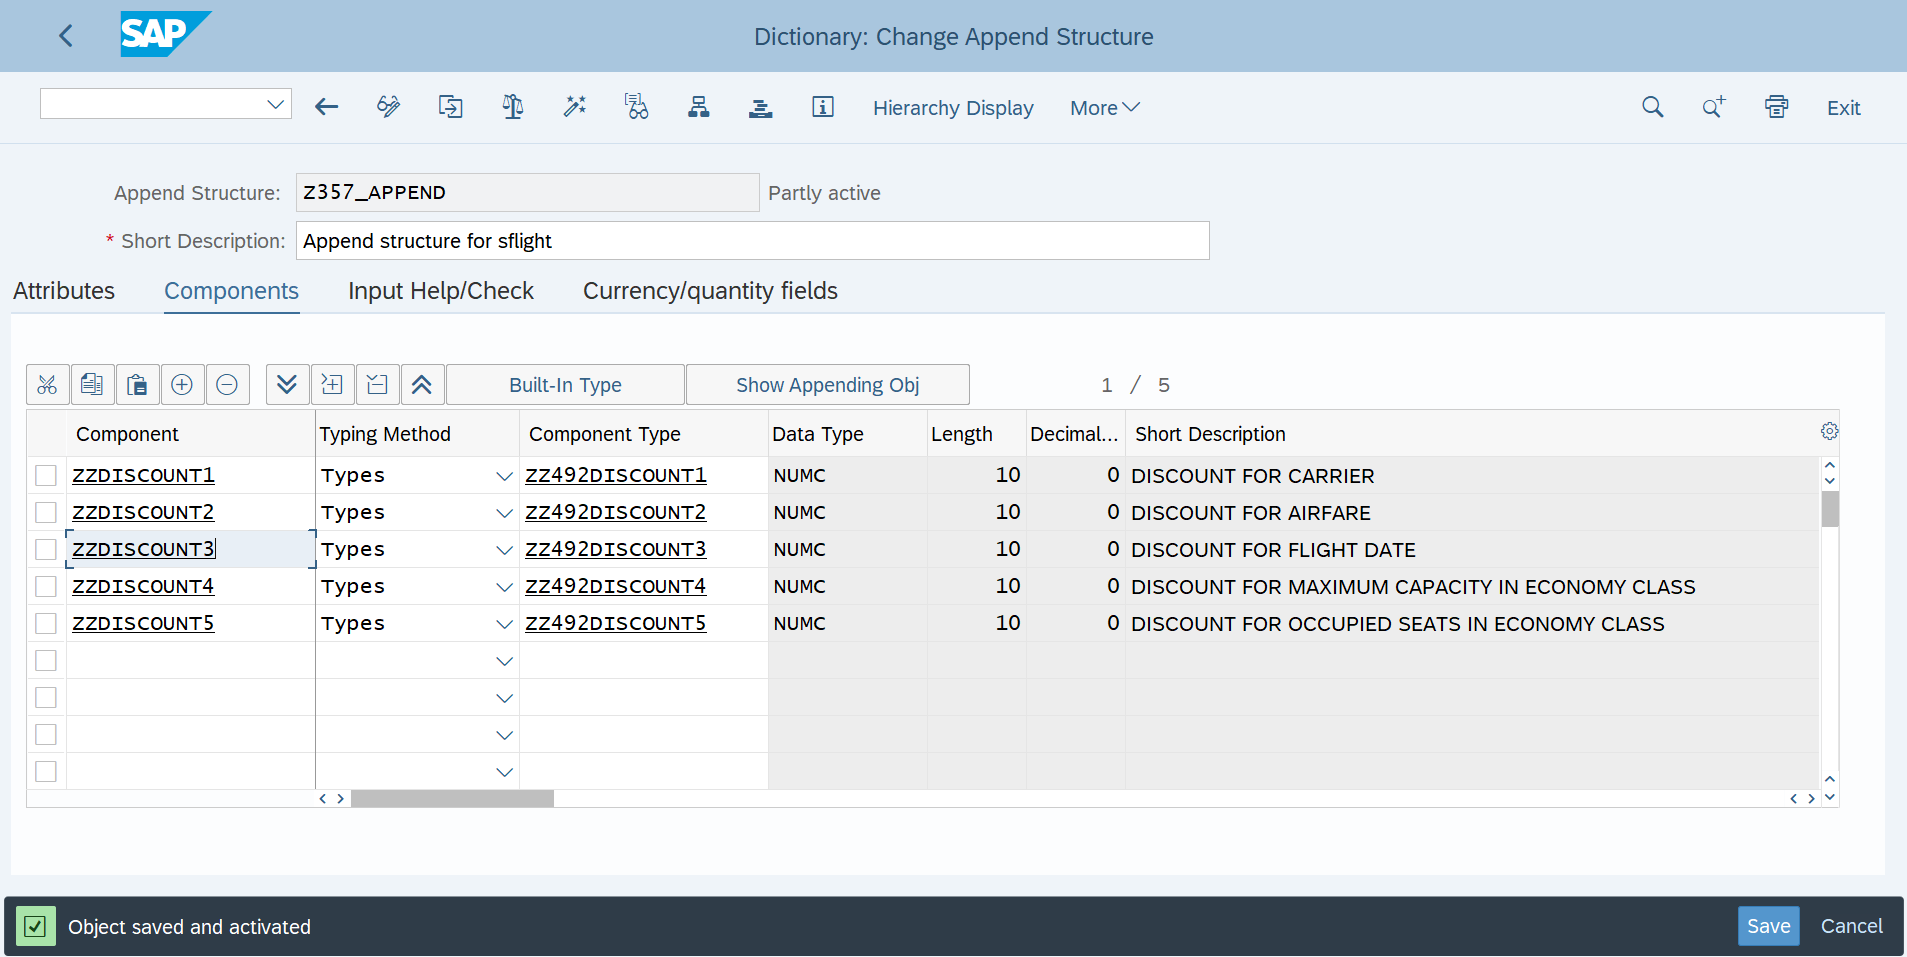 SAP
Dictionary: Change Append Structure
Hierarchy Display More Exit
Append Structure: Z357_APPEND Partly active
* Short Description: Append structure for sflight
Attributes Components Input Help/Check Currency/quantity fields
Built-In Type Show Appending Obj 1 / 5
Component Typing Method Component Type Data Type Length Decimal... Short Description
ZZDISCOUNT1 Types ZZ492DISCOUNT1 NUMC 10 0 DISCOUNT FOR CARRIER
ZZDISCOUNT2 Types ZZ492DISCOUNT2 NUMC 10 0 DISCOUNT FOR AIRFARE
ZZDISCOUNT3 Types ZZ492DISCOUNT3 NUMC 10 0 DISCOUNT FOR FLIGHT DATE
ZZDISCOUNT4 Types ZZ492DISCOUNT4 NUMC 10 0 DISCOUNT FOR MAXIMUM CAPACITY IN ECONOMY CLASS
ZZDISCOUNT5 Types ZZ492DISCOUNT5 NUMC 10 0 DISCOUNT FOR OCCUPIED SEATS IN ECONOMY CLASS
Object saved and activated Save Cancel